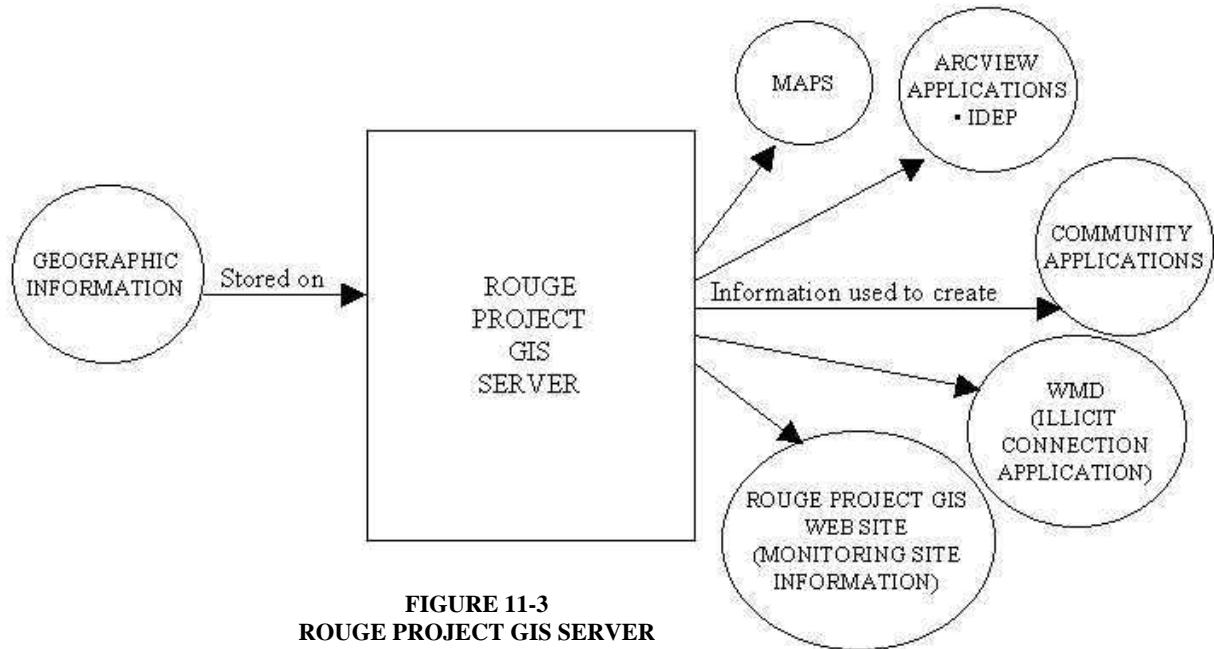 MAPS
ARCVIEW
APPLICATIONS
▪ IDEP
GEOGRAPHIC
INFORMATION
Stored on
ROUGE
PROJECT
GIS
SERVER
Information used to create
COMMUNITY
APPLICATIONS
WMD
(ILLICIT
CONNECTION
APPLICATION)
ROUGE PROJECT GIS
WEB SITE
(MONITORING SITE
INFORMATION)
FIGURE 11-3
ROUGE PROJECT GIS SERVER